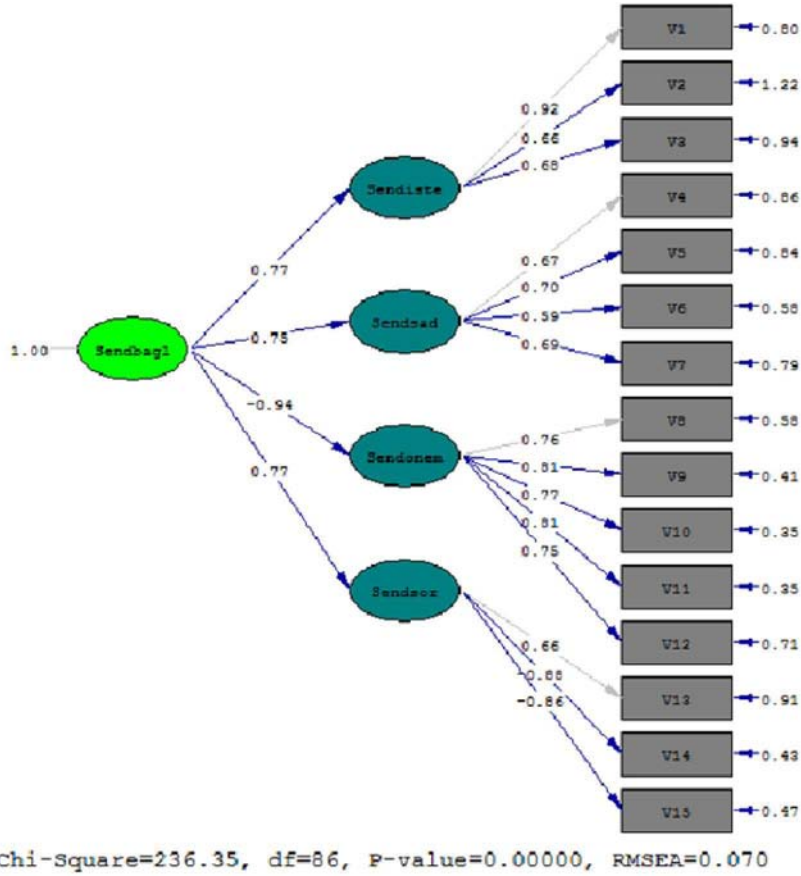 V1
0.80
V2
1.22
0.92
0.66
V3
0.94
0.68
Sendiste
V4
0.86
0.77
0.67
V5
0.84
0.70
0.59
V6
0.58
Sendsad
0.75
0.69
1.00
Sendbagl
V7
0.79
-0.94
V8
0.58
0.76
0.81
Sendonem
0.77
0.77
V9
0.41
0.81
V10
0.35
0.75
V11
0.35
Sendsor
V12
0.71
0.66
-0.88
-0.86
V13
0.91
V14
0.43
V15
0.47
Chi-Square=236.35, df=86, P-value=0.00000, RMSEA=0.070